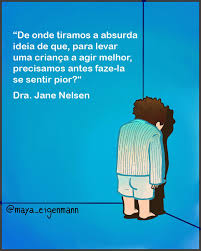 "De onde tiramos a absurda
ideia de que, para levar
uma criança a agir melhor,
precisamos antes faze-la
se sentir pior?"
Dra. Jane Nelsen
@maya_eigenmann